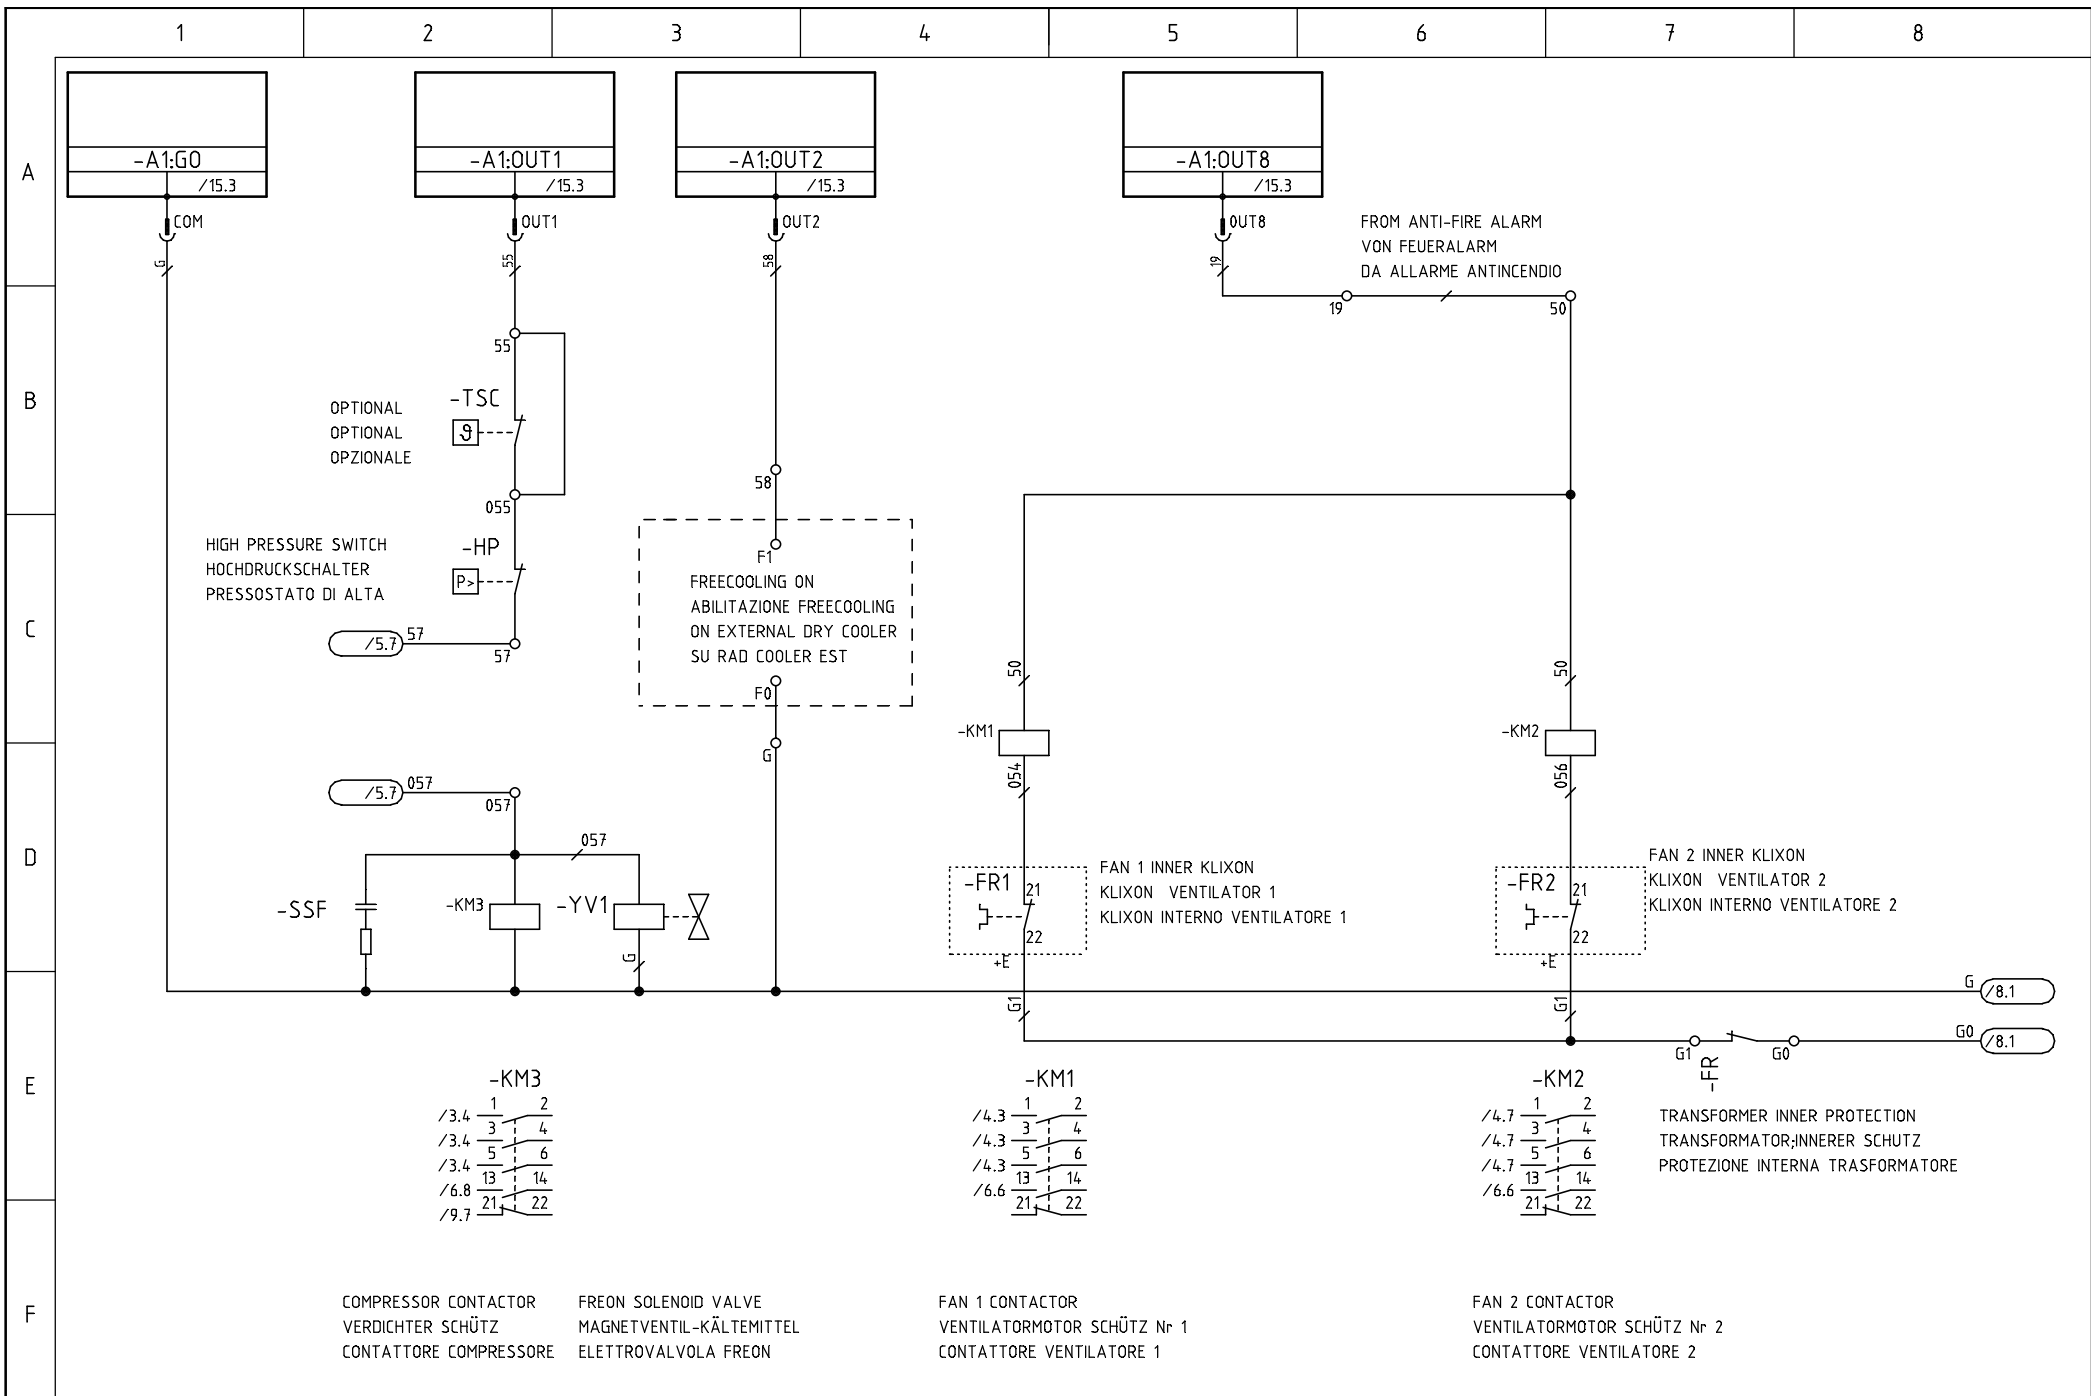 1 2 3 4 5 6 7 8
A
B
C
D
E
F
-A1:G0
/15.3
COM
G
-A1:OUT1
/15.3
OUT1
55
-A1:OUT2
/15.3
OUT2
58
-A1:OUT8
/15.3
OUT8
19
FROM ANTI-FIRE ALARM
VON FEUERALARM
DA ALLARME ANTINCENDIO
19
50
55
-TSC
OPTIONAL
OPTIONAL
OPZIONALE
ϑ
055
HIGH PRESSURE SWITCH
HOCHDRUCKSCHALTER
PRESSOSTATO DI ALTA
-HP
P>
/5.7
57
57
58
F1
FREECOOLING ON
ABILITAZIONE FREECOOLING
ON EXTERNAL DRY COOLER
SU RAD COOLER EST
F0
G
50
-KM1
054
50
-KM2
056
/5.7
057
057
057
-SSF
-KM3
-YV1
G
-FR1
21
22
+E
FAN 1 INNER KLIXON
KLIXON VENTILATOR 1
KLIXON INTERNO VENTILATORE 1
-FR2
21
22
+E
FAN 2 INNER KLIXON
KLIXON VENTILATOR 2
KLIXON INTERNO VENTILATORE 2
G
/8.1
G1
G1
G1
-FR
G0
G0
/8.1
-KM3
/3.4 1 2
/3.4 3 4
/3.4 5 6
/6.8 13 14
/9.7 21 22
-KM1
/4.3 1 2
/4.3 3 4
/4.3 5 6
/6.6 13 14
21 22
-KM2
/4.7 1 2
/4.7 3 4
/4.7 5 6
/6.6 13 14
21 22
TRANSFORMER INNER PROTECTION
TRANSFORMATOR;INNERER SCHUTZ
PROTEZIONE INTERNA TRASFORMATORE
COMPRESSOR CONTACTOR
VERDICHTER SCHÜTZ
CONTATTORE COMPRESSORE
FREON SOLENOID VALVE
MAGNETVENTIL-KÄLTEMITTEL
ELETTROVALVOLA FREON
FAN 1 CONTACTOR
VENTILATORMOTOR SCHÜTZ Nr 1
CONTATTORE VENTILATORE 1
FAN 2 CONTACTOR
VENTILATORMOTOR SCHÜTZ Nr 2
CONTATTORE VENTILATORE 2